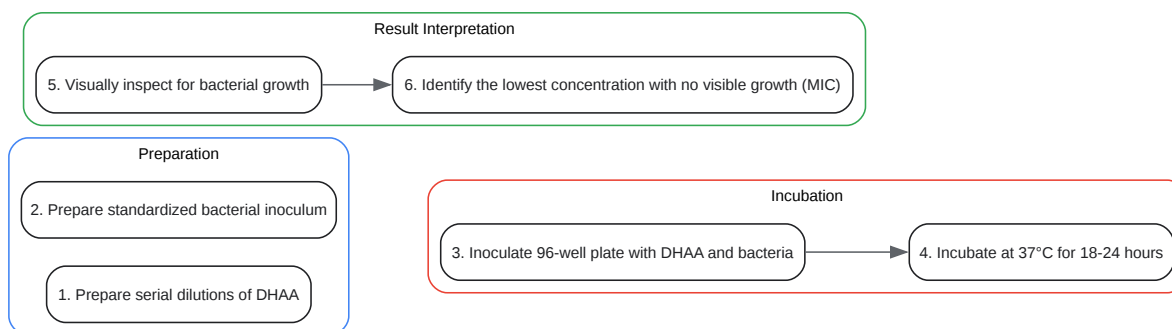 Result Interpretation
5. Visually inspect for bacterial growth
6. Identify the lowest concentration with no visible growth (MIC)
Preparation
2. Prepare standardized bacterial inoculum
1. Prepare serial dilutions of DHAA
Incubation
3. Inoculate 96-well plate with DHAA and bacteria
4. Incubate at 37°C for 18-24 hours